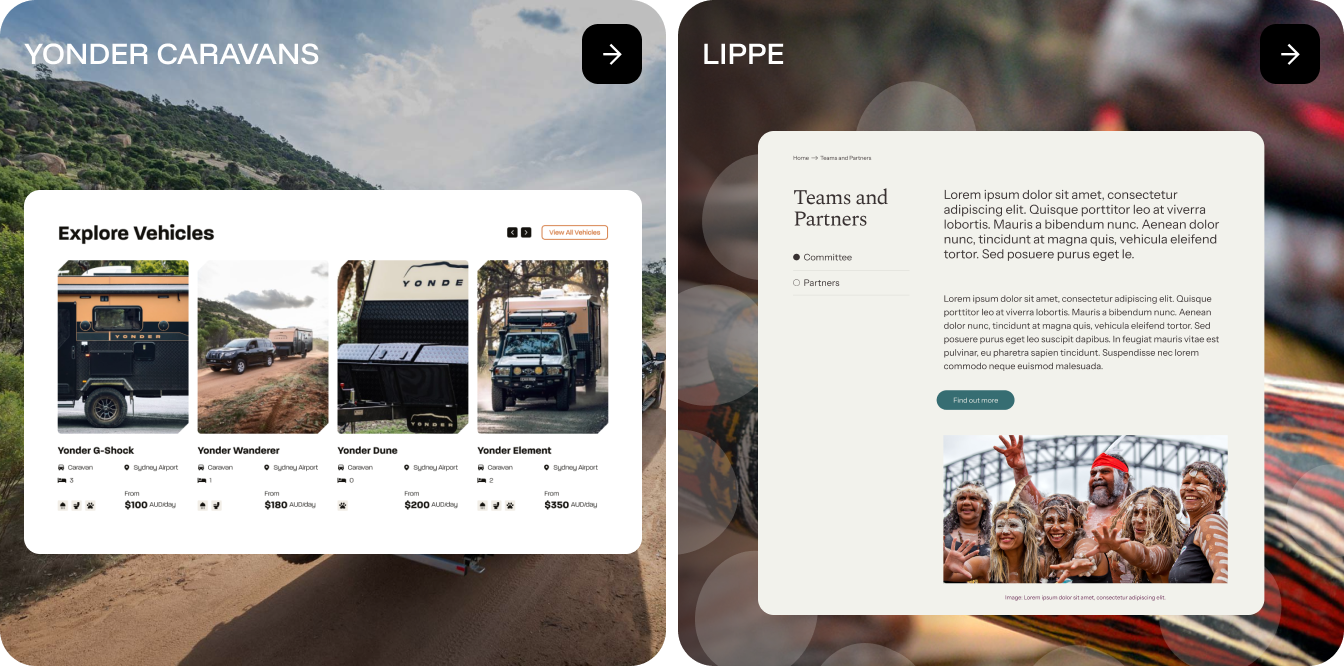 YONDER CARAVANS
Explore Vehicles
View All Vehicles
YONDER
YONDE
YONDER
Yonder G-Shock
Caravan
Sydney Airport
3
From
$100 AUD/day
Yonder Wanderer
Caravan
Sydney Airport
1
From
$180 AUD/day
Yonder Dune
Caravan
Sydney Airport
0
From
$200 AUD/day
Yonder Element
Caravan
Sydney Airport
2
From
$350 AUD/day
LIPPE
Home → Teams and Partners
Teams and
Partners
Committee
Partners
Lorem ipsum dolor sit amet, consectetur
adipiscing elit. Quisque porttitor leo at viverra
lobortis. Mauris a bibendum nunc. Aenean dolor
nunc, tincidunt at magna quis, vehicula eleifend
tortor. Sed posuere purus eget le.
Lorem ipsum dolor sit amet, consectetur adipiscing elit. Quisque
porttitor leo at viverra lobortis. Mauris a bibendum nunc. Aenean
dolor nunc, tincidunt at magna quis, vehicula eleifend tortor. Sed
posuere purus eget leo suscipit dapibus. In feugiat mauris vitae est
pulvinar, eu pharetra sapien tincidunt. Suspendisse nec lorem
commodo neque euismod malesuada.
Find out more
Image: Lorem ipsum dolor sit amet, consectetur adipiscing elit.